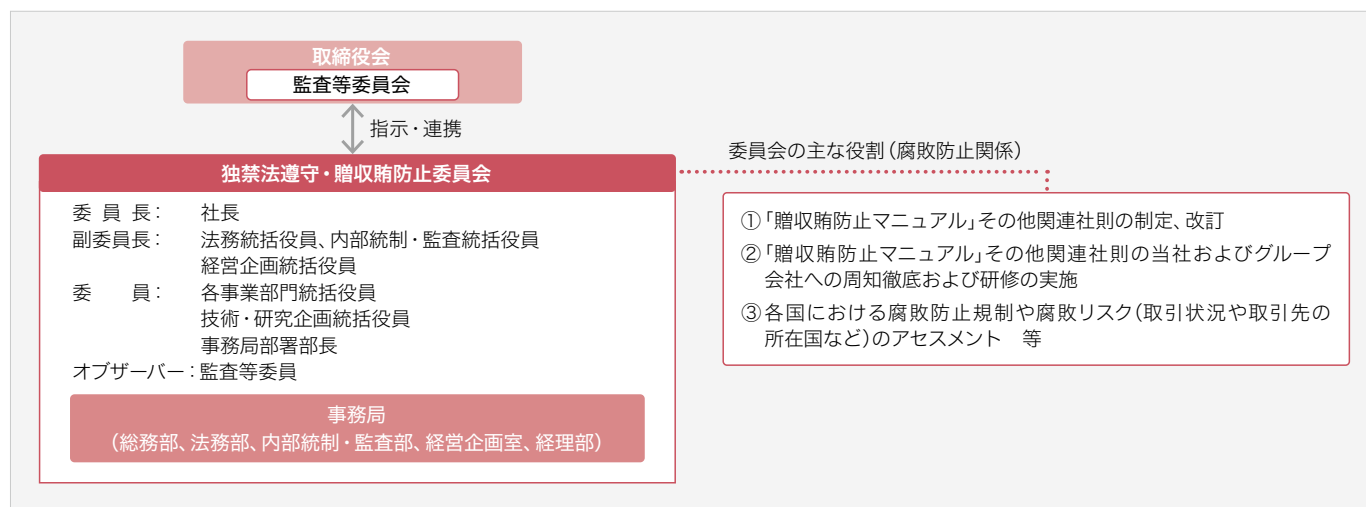 取締役会
監査等委員会
指示・連携
独禁法遵守・贈収賄防止委員会
委 員 長： 社長
副委員長： 法務統括役員、内部統制・監査統括役員
経営企画統括役員
委　　員： 各事業部門統括役員
技術・研究企画統括役員
事務局部署部長
オブザーバー：監査等委員
事務局
（総務部、法務部、内部統制・監査部、経営企画室、経理部）
委員会の主な役割（腐敗防止関係）
①「贈収賄防止マニュアル」その他関連社則の制定、改訂
②「贈収賄防止マニュアル」その他関連社則の当社およびグループ
会社への周知徹底および研修の実施
③各国における腐敗防止規制や腐敗リスク（取引状況や取引先の
所在国など）のアセスメント　等